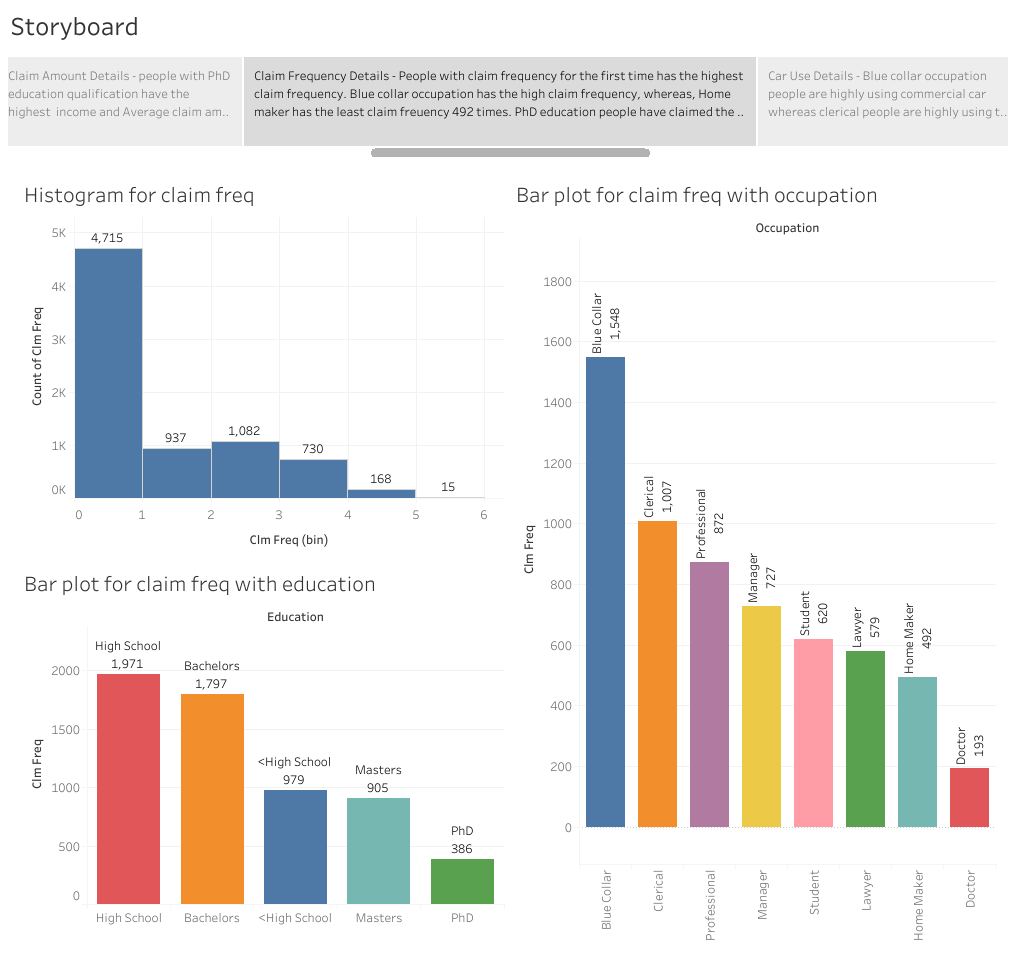 Storyboard
Claim Amount Details - people with PhD
education qualification have the
highest income and Average claim am..
Claim Frequency Details - People with claim frequency for the first time has the highest
claim frequency. Blue collar occupation has the high claim frequency, whereas, Home
maker has the least claim freuency 492 times. PhD education people have claimed the ..
Car Use Details - Blue collar occupation
people are highly using commercial car
whereas clerical people are highly using t..
Histogram for claim freq
5K
4K
3K
2K
1K
0K
Count of Clm Freq
4,715
937
1,082
730
168
15
0 1 2 3 4 5 6
Clm Freq (bin)
Bar plot for claim freq with education
Education
2000
1500
1000
500
0
Clm Freq
High School
1,971
Bachelors
1,797
<High School
979
Masters
905
PhD
386
High School Bachelors <High School Masters PhD
Bar plot for claim freq with occupation
Occupation
1800
1600
1400
1200
1000
800
600
400
200
0
Clm Freq
Blue Collar
1,548
Clerical
1,007
Professional
872
Manager
727
Student
620
Lawyer
579
Home Maker
492
Doctor
193
Blue Collar
Clerical
Professional
Manager
Student
Lawyer
Home Maker
Doctor